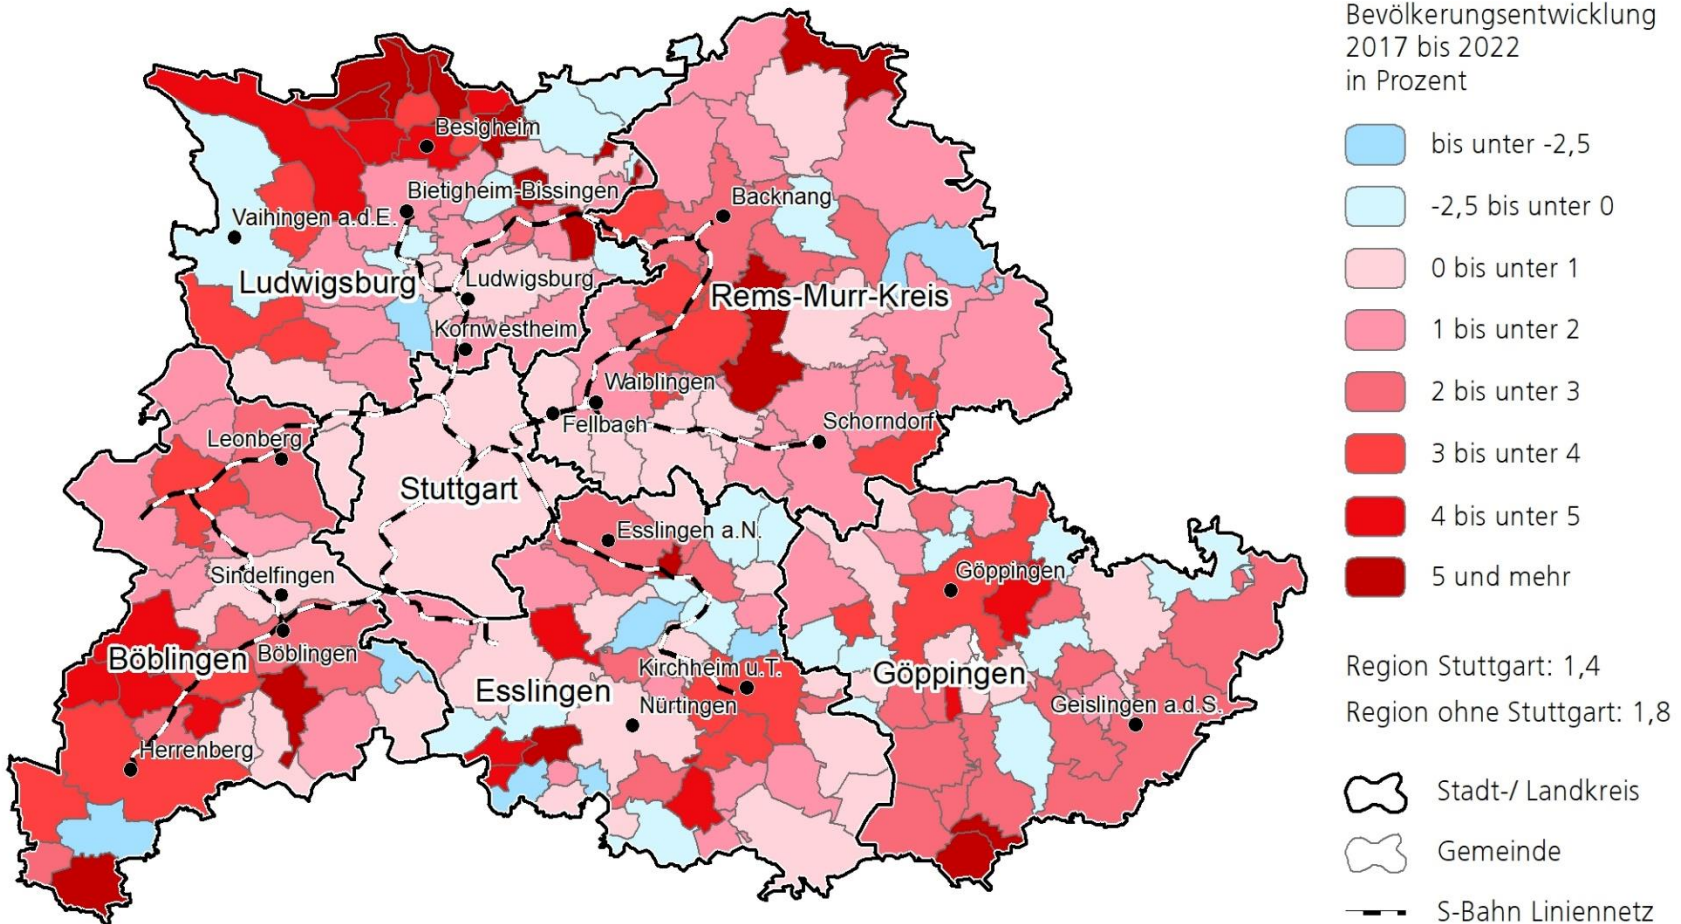 Bevölkerungsentwicklung
2017 bis 2022
in Prozent
bis unter -2,5
-2,5 bis unter 0
0 bis unter 1
1 bis unter 2
2 bis unter 3
3 bis unter 4
4 bis unter 5
5 und mehr
Region Stuttgart: 1,4
Region ohne Stuttgart: 1,8
Stadt-/ Landkreis
Gemeinde
S-Bahn Liniennetz
Besigheim
Bietigheim-Bissingen
Backnang
Vaihingen a.d.E.
Ludwigsburg
Ludwigsburg
Rems-Murr-Kreis
Kornwestheim
Waiblingen
Fellbach
Schorndorf
Leonberg
Stuttgart
Esslingen a.N.
Sindelfingen
Göppingen
Böblingen
Böblingen
Kirchheim u.T.
Göppingen
Esslingen
Nürtingen
Geislingen a.d.S.
Herrenberg